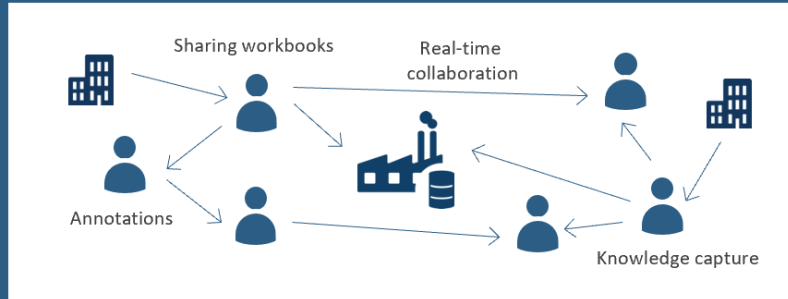 Sharing workbooks
Real-time
collaboration
Annotations
Knowledge capture